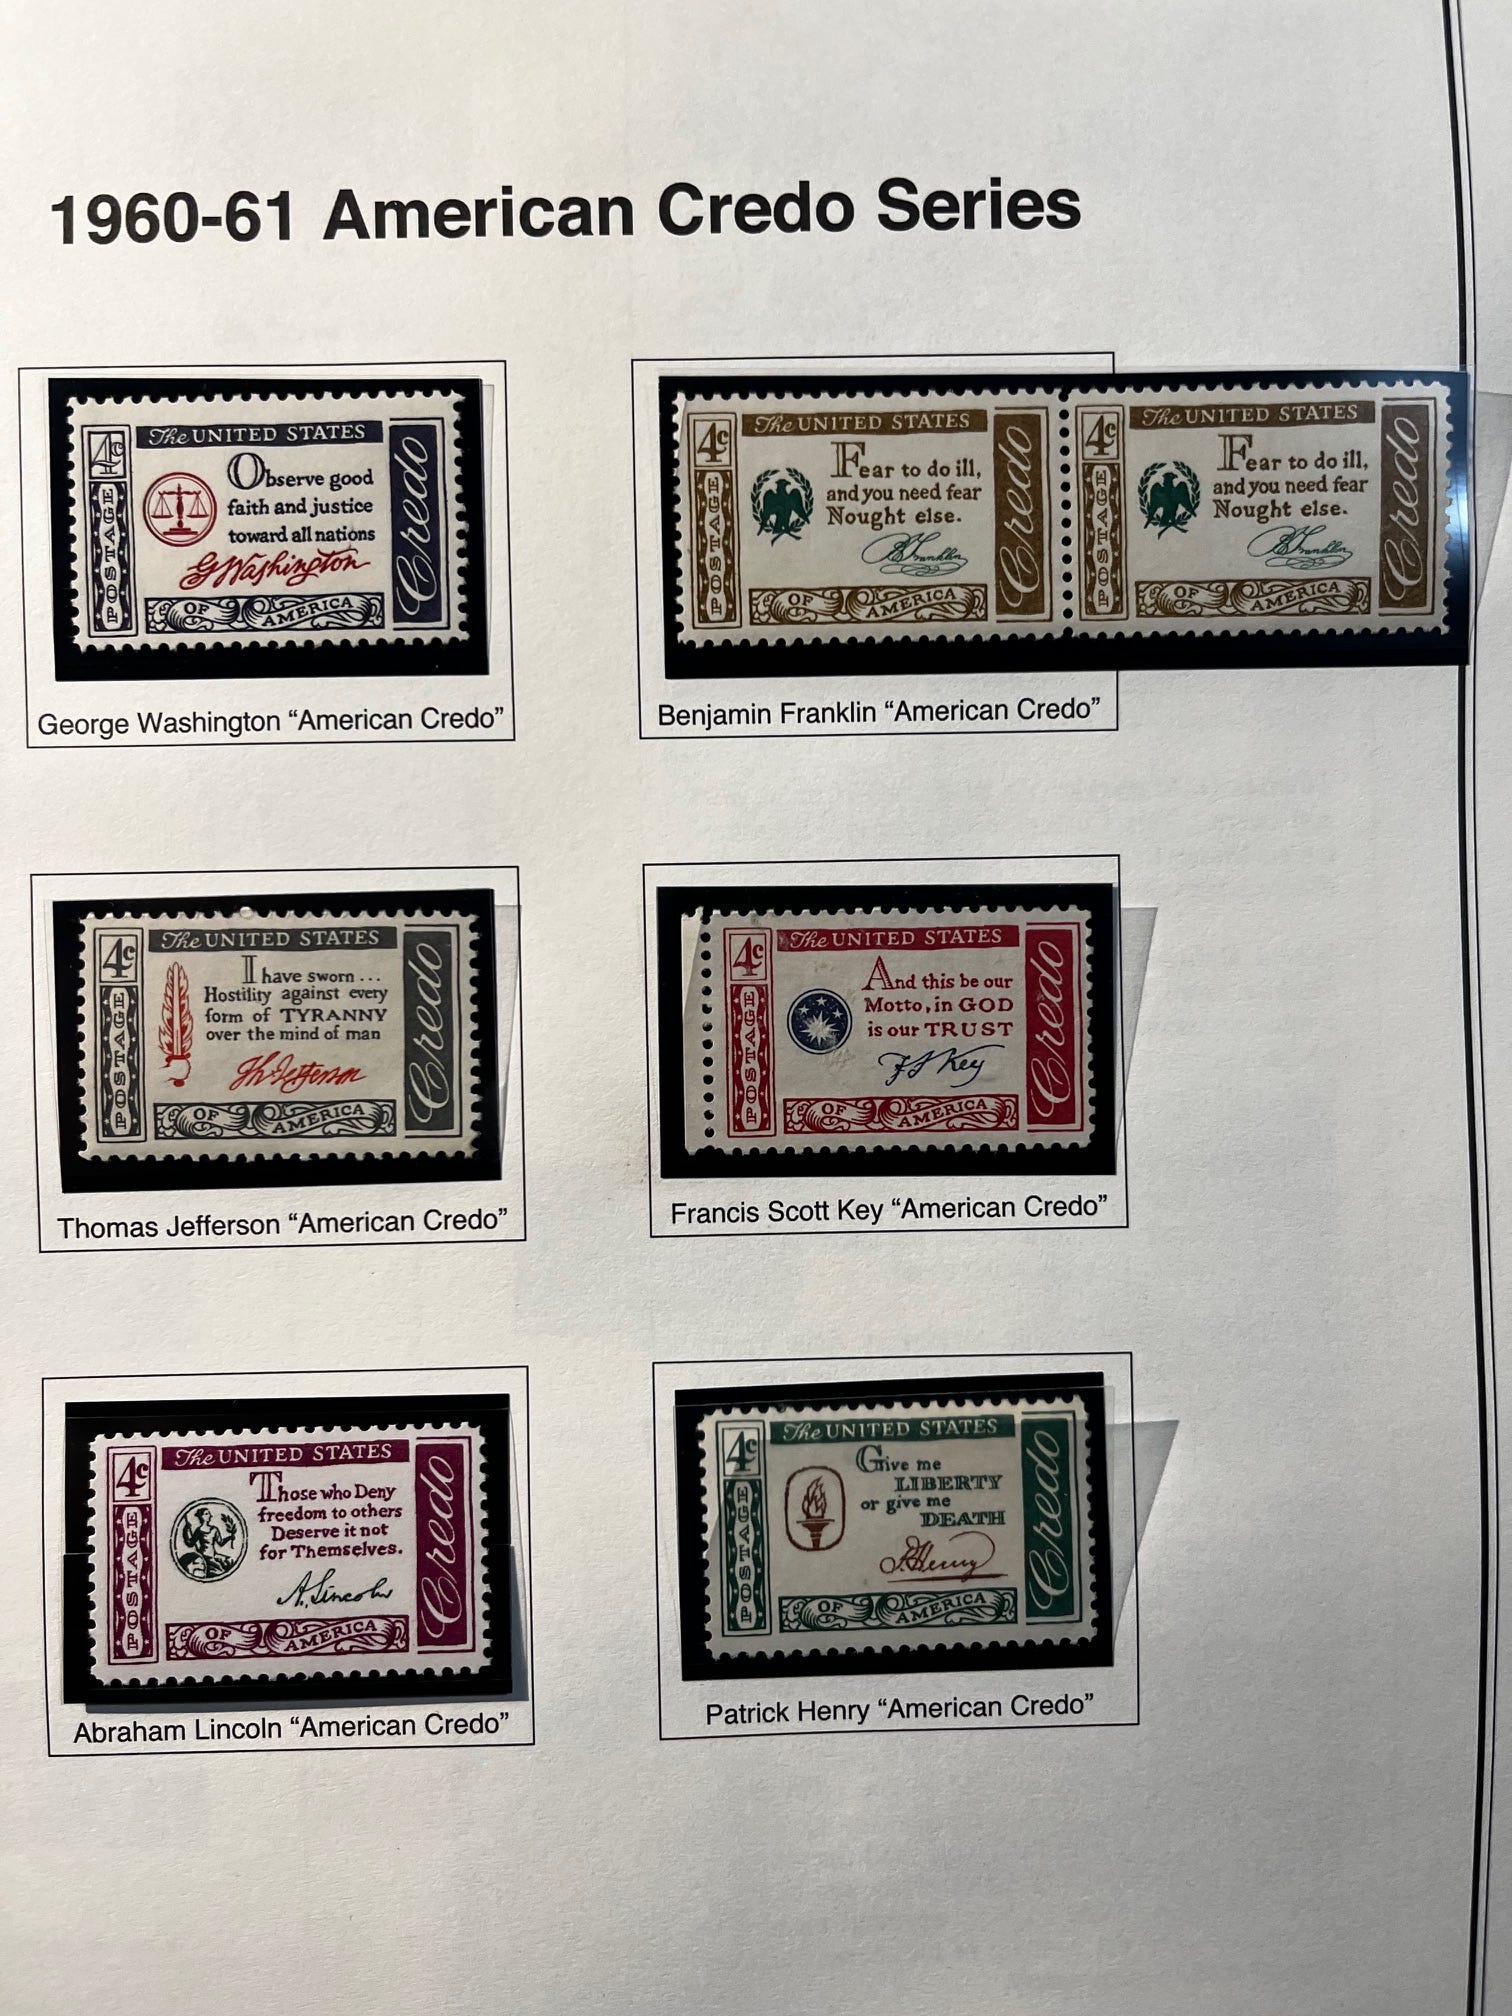 1960-61 American Credo Series
4c
The UNITED STATES
Observe good
faith and justice
toward all nations
G Washington
POSTAGE
OF AMERICA
Credo
George Washington “American Credo”
4c
The UNITED STATES
Fear to do ill,
and you need fear
Nought else.
B Franklin
POSTAGE
OF AMERICA
Credo
4c
The UNITED STATES
Fear to do ill,
and you need fear
Nought else.
B Franklin
POSTAGE
OF AMERICA
Credo
Benjamin Franklin “American Credo”
4c
The UNITED STATES
I have sworn ...
Hostility against every
form of TYRANNY
over the mind of man
Th Jefferson
POSTAGE
OF AMERICA
Credo
Thomas Jefferson “American Credo”
4c
The UNITED STATES
And this be our
Motto, in GOD
is our TRUST
F S Key
POSTAGE
OF AMERICA
Credo
Francis Scott Key “American Credo”
4c
The UNITED STATES
Those who Deny
freedom to others
Deserve it not
for Themselves.
A. Lincoln
POSTAGE
OF AMERICA
Credo
Abraham Lincoln “American Credo”
4c
The UNITED STATES
Give me
LIBERTY
or give me
DEATH
P. Henry
POSTAGE
OF AMERICA
Credo
Patrick Henry “American Credo”